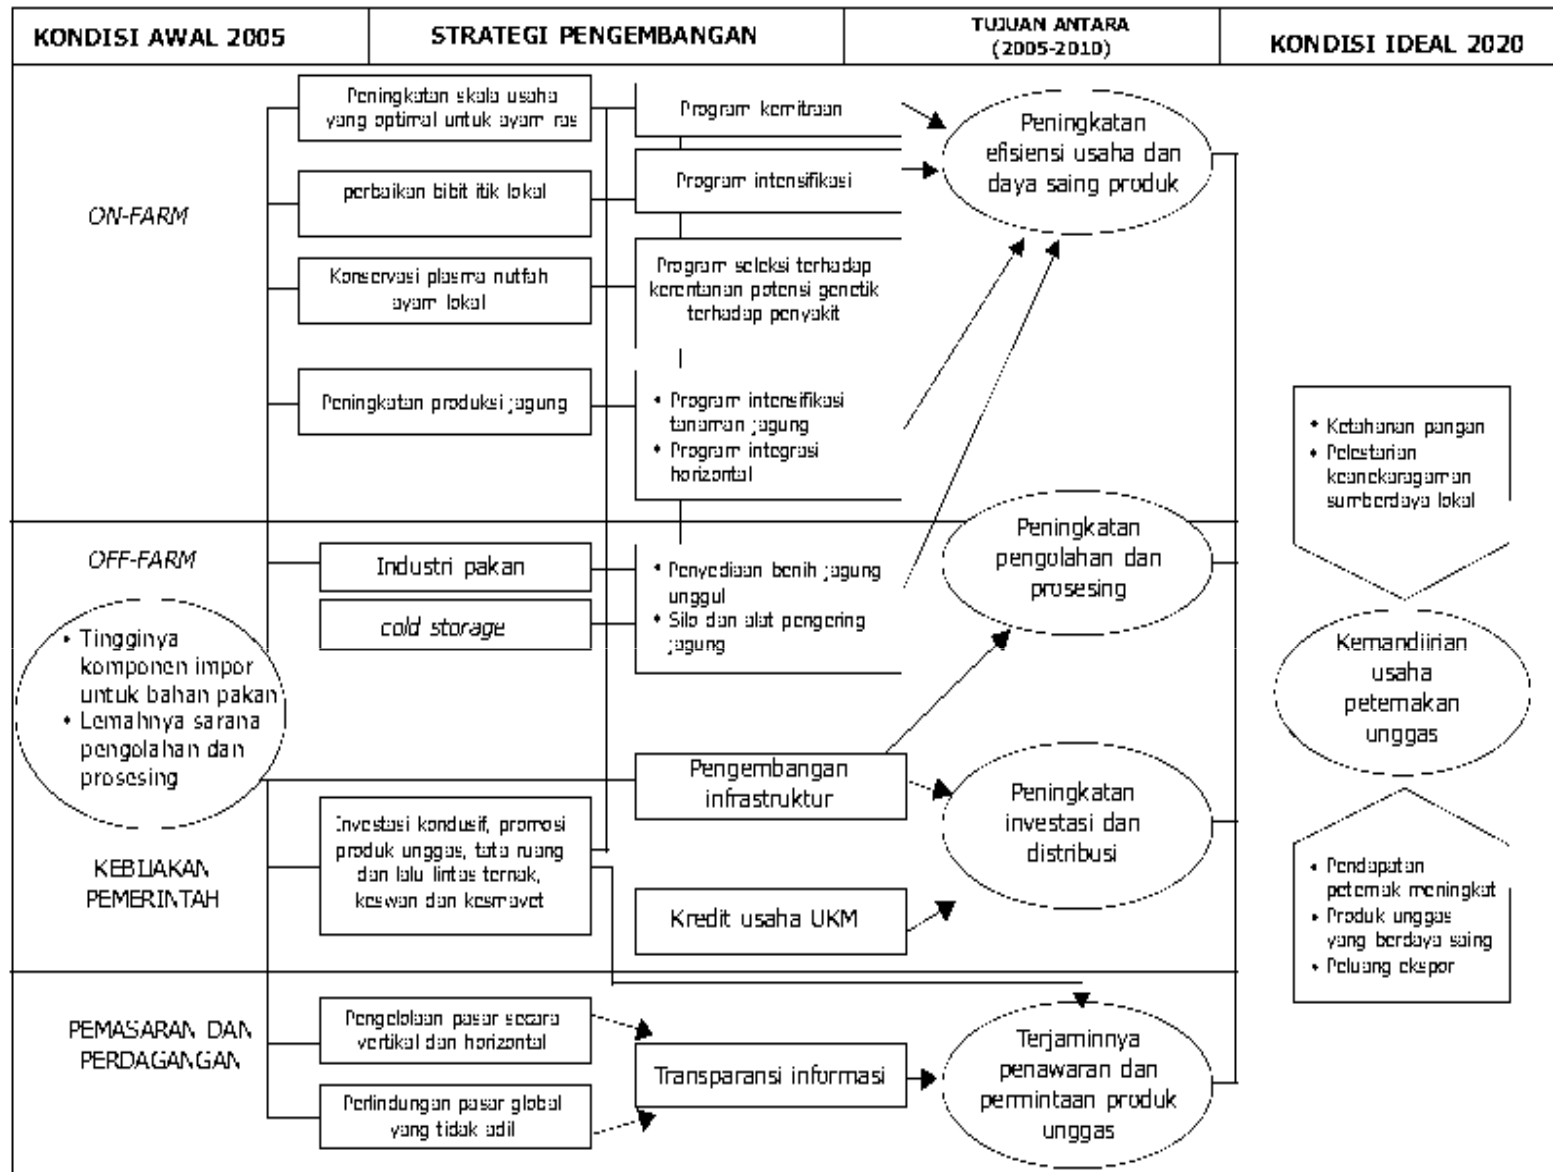 KONDISI AWAL 2005
STRATEGI PENGEMBANGAN
TUJUAN ANTARA
(2005-2010)
KONDISI IDEAL 2020
ON-FARM
Peningkatan skala usaha
yang optimal untuk ayam ras
perbaikan bibit itik lokal
Konservasi plasma nutfah
ayam lokal
Peningkatan produksi jagung
Program kemitraan
Program intensifikasi
Program seleksi terhadap
kerentanan potensi genetik
terhadap penyakit
• Program intensifikasi
tanaman jagung
• Program integrasi
horizontal
Peningkatan
efisiensi usaha dan
daya saing produk
OFF-FARM
• Tingginya
komponen impor
untuk bahan pakan
• Lemahnya sarana
pengolahan dan
prosesing
Industri pakan
cold storage
• Penyediaan benih jagung
unggul
• Silo dan alat pengering
jagung
Peningkatan
pengolahan dan
prosesing
KEBIJAKAN
PEMERINTAH
Investasi kondusif, promosi
produk unggas, tata ruang
dan lalu lintas ternak,
keswan dan kesmavet
Pengembangan
infrastruktur
Kredit usaha UKM
Peningkatan
investasi dan
distribusi
PEMASARAN DAN
PERDAGANGAN
Pengelolaan pasar secara
vertikal dan horizontal
Perlindungan pasar global
yang tidak adil
Transparansi informasi
Terjaminnya
penawaran dan
permintaan produk
unggas
• Ketahanan pangan
• Pelestarian
keanekaragaman
sumberdaya lokal
Kemandiirian
usaha
peternakan
unggas
• Pendapatan
peternak meningkat
• Produk unggas
yang berdaya saing
• Peluang ekspor